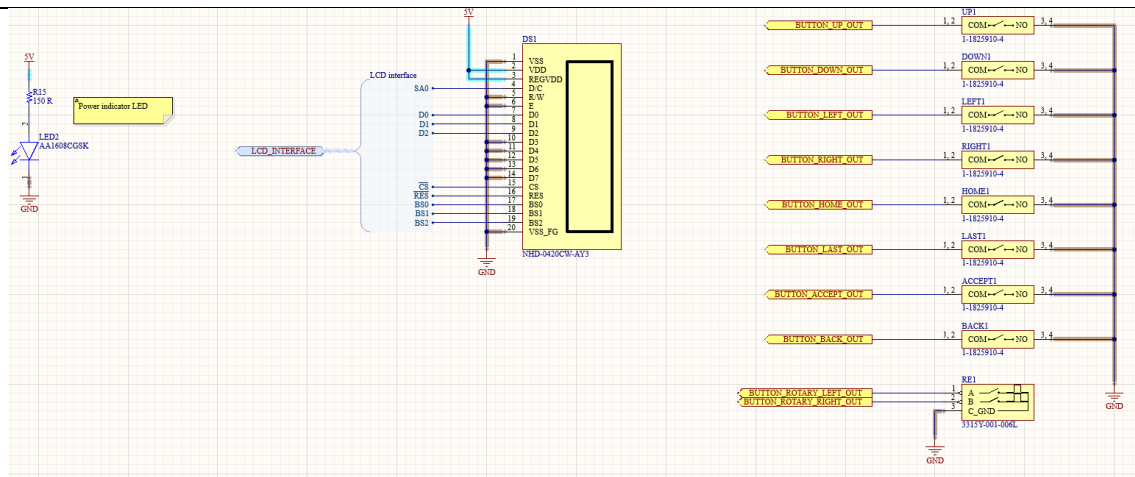 5V
R15
150 R
Power indicator LED
2
LED2
AA1608CGSK
1
GND
LCD_INTERFACE
LCD interface
SA0
D0
D1
D2
CS
RES
BS0
BS1
BS2
5V
DS1
1 VSS
2 VDD
3 REGVDD
4 D/C
5 R/W
6 E
7 D0
8 D1
9 D2
10 D3
11 D4
12 D5
13 D6
14 D7
15 CS
16 RES
17 BS0
18 BS1
19 BS2
20 VSS_FG
NHD-0420CW-AY3
GND
UP1
BUTTON_UP_OUT 1, 2 COM NO 3, 4
1-1825910-4
DOWN1
BUTTON_DOWN_OUT 1, 2 COM NO 3, 4
1-1825910-4
LEFT1
BUTTON_LEFT_OUT 1, 2 COM NO 3, 4
1-1825910-4
RIGHT1
BUTTON_RIGHT_OUT 1, 2 COM NO 3, 4
1-1825910-4
HOME1
BUTTON_HOME_OUT 1, 2 COM NO 3, 4
1-1825910-4
LAST1
BUTTON_LAST_OUT 1, 2 COM NO 3, 4
1-1825910-4
ACCEPT1
BUTTON_ACCEPT_OUT 1, 2 COM NO 3, 4
1-1825910-4
BACK1
BUTTON_BACK_OUT 1, 2 COM NO 3, 4
1-1825910-4
RE1
BUTTON_ROTARY_LEFT_OUT 1 A
BUTTON_ROTARY_RIGHT_OUT 2 B
3 C_GND
3315Y-001-006L
GND
GND